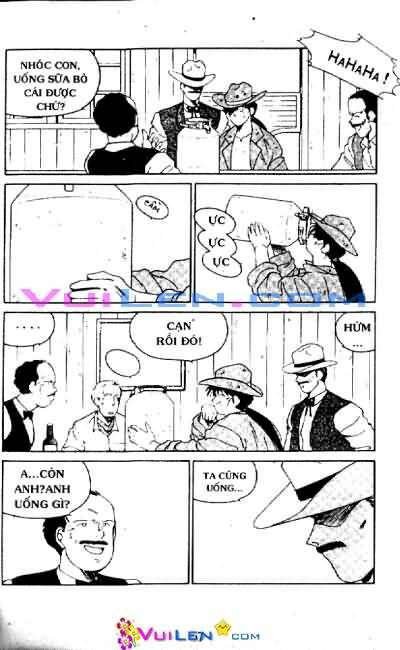 NHÓC CON,
UỐNG SỮA BÒ
CÁI ĐƯỢC
CHỨ?
HAHAHA!
CẦM
ỰC
ỰC
ỰC
VUILEN.COM
....
CẠN
RỒI ĐÓ!
HỪM
...
A...CÒN
ANH?ANH
UỐNG GÌ?
TA CŨNG
UỐNG...
VUILEN
.com